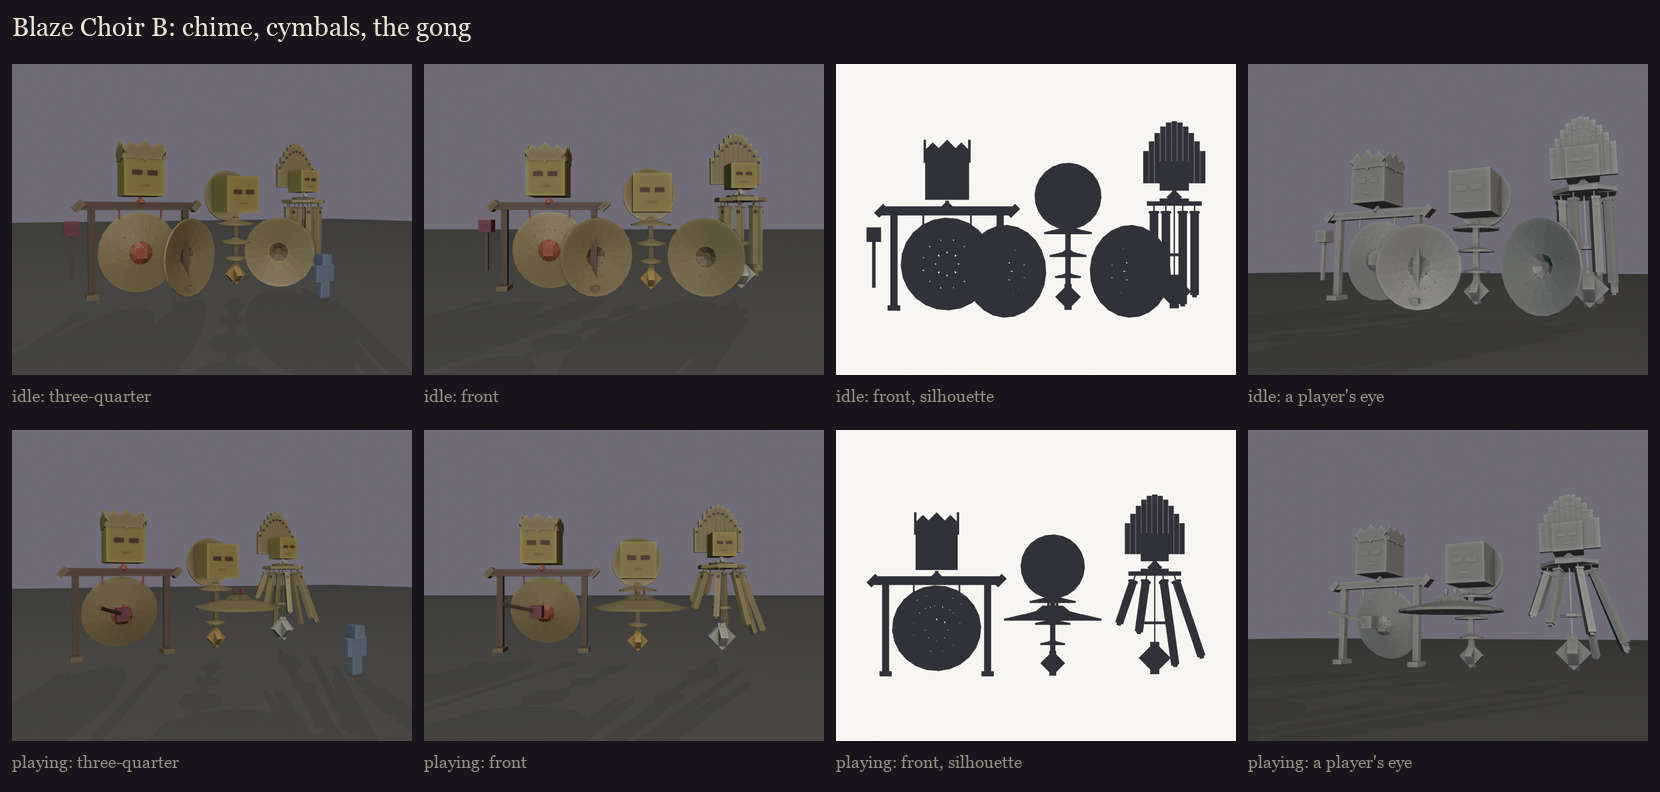 Blaze Choir B: chime, cymbals, the gong
idle: three-quarter
idle: front
idle: front, silhouette
idle: a player's eye
playing: three-quarter
playing: front
playing: front, silhouette
playing: a player's eye